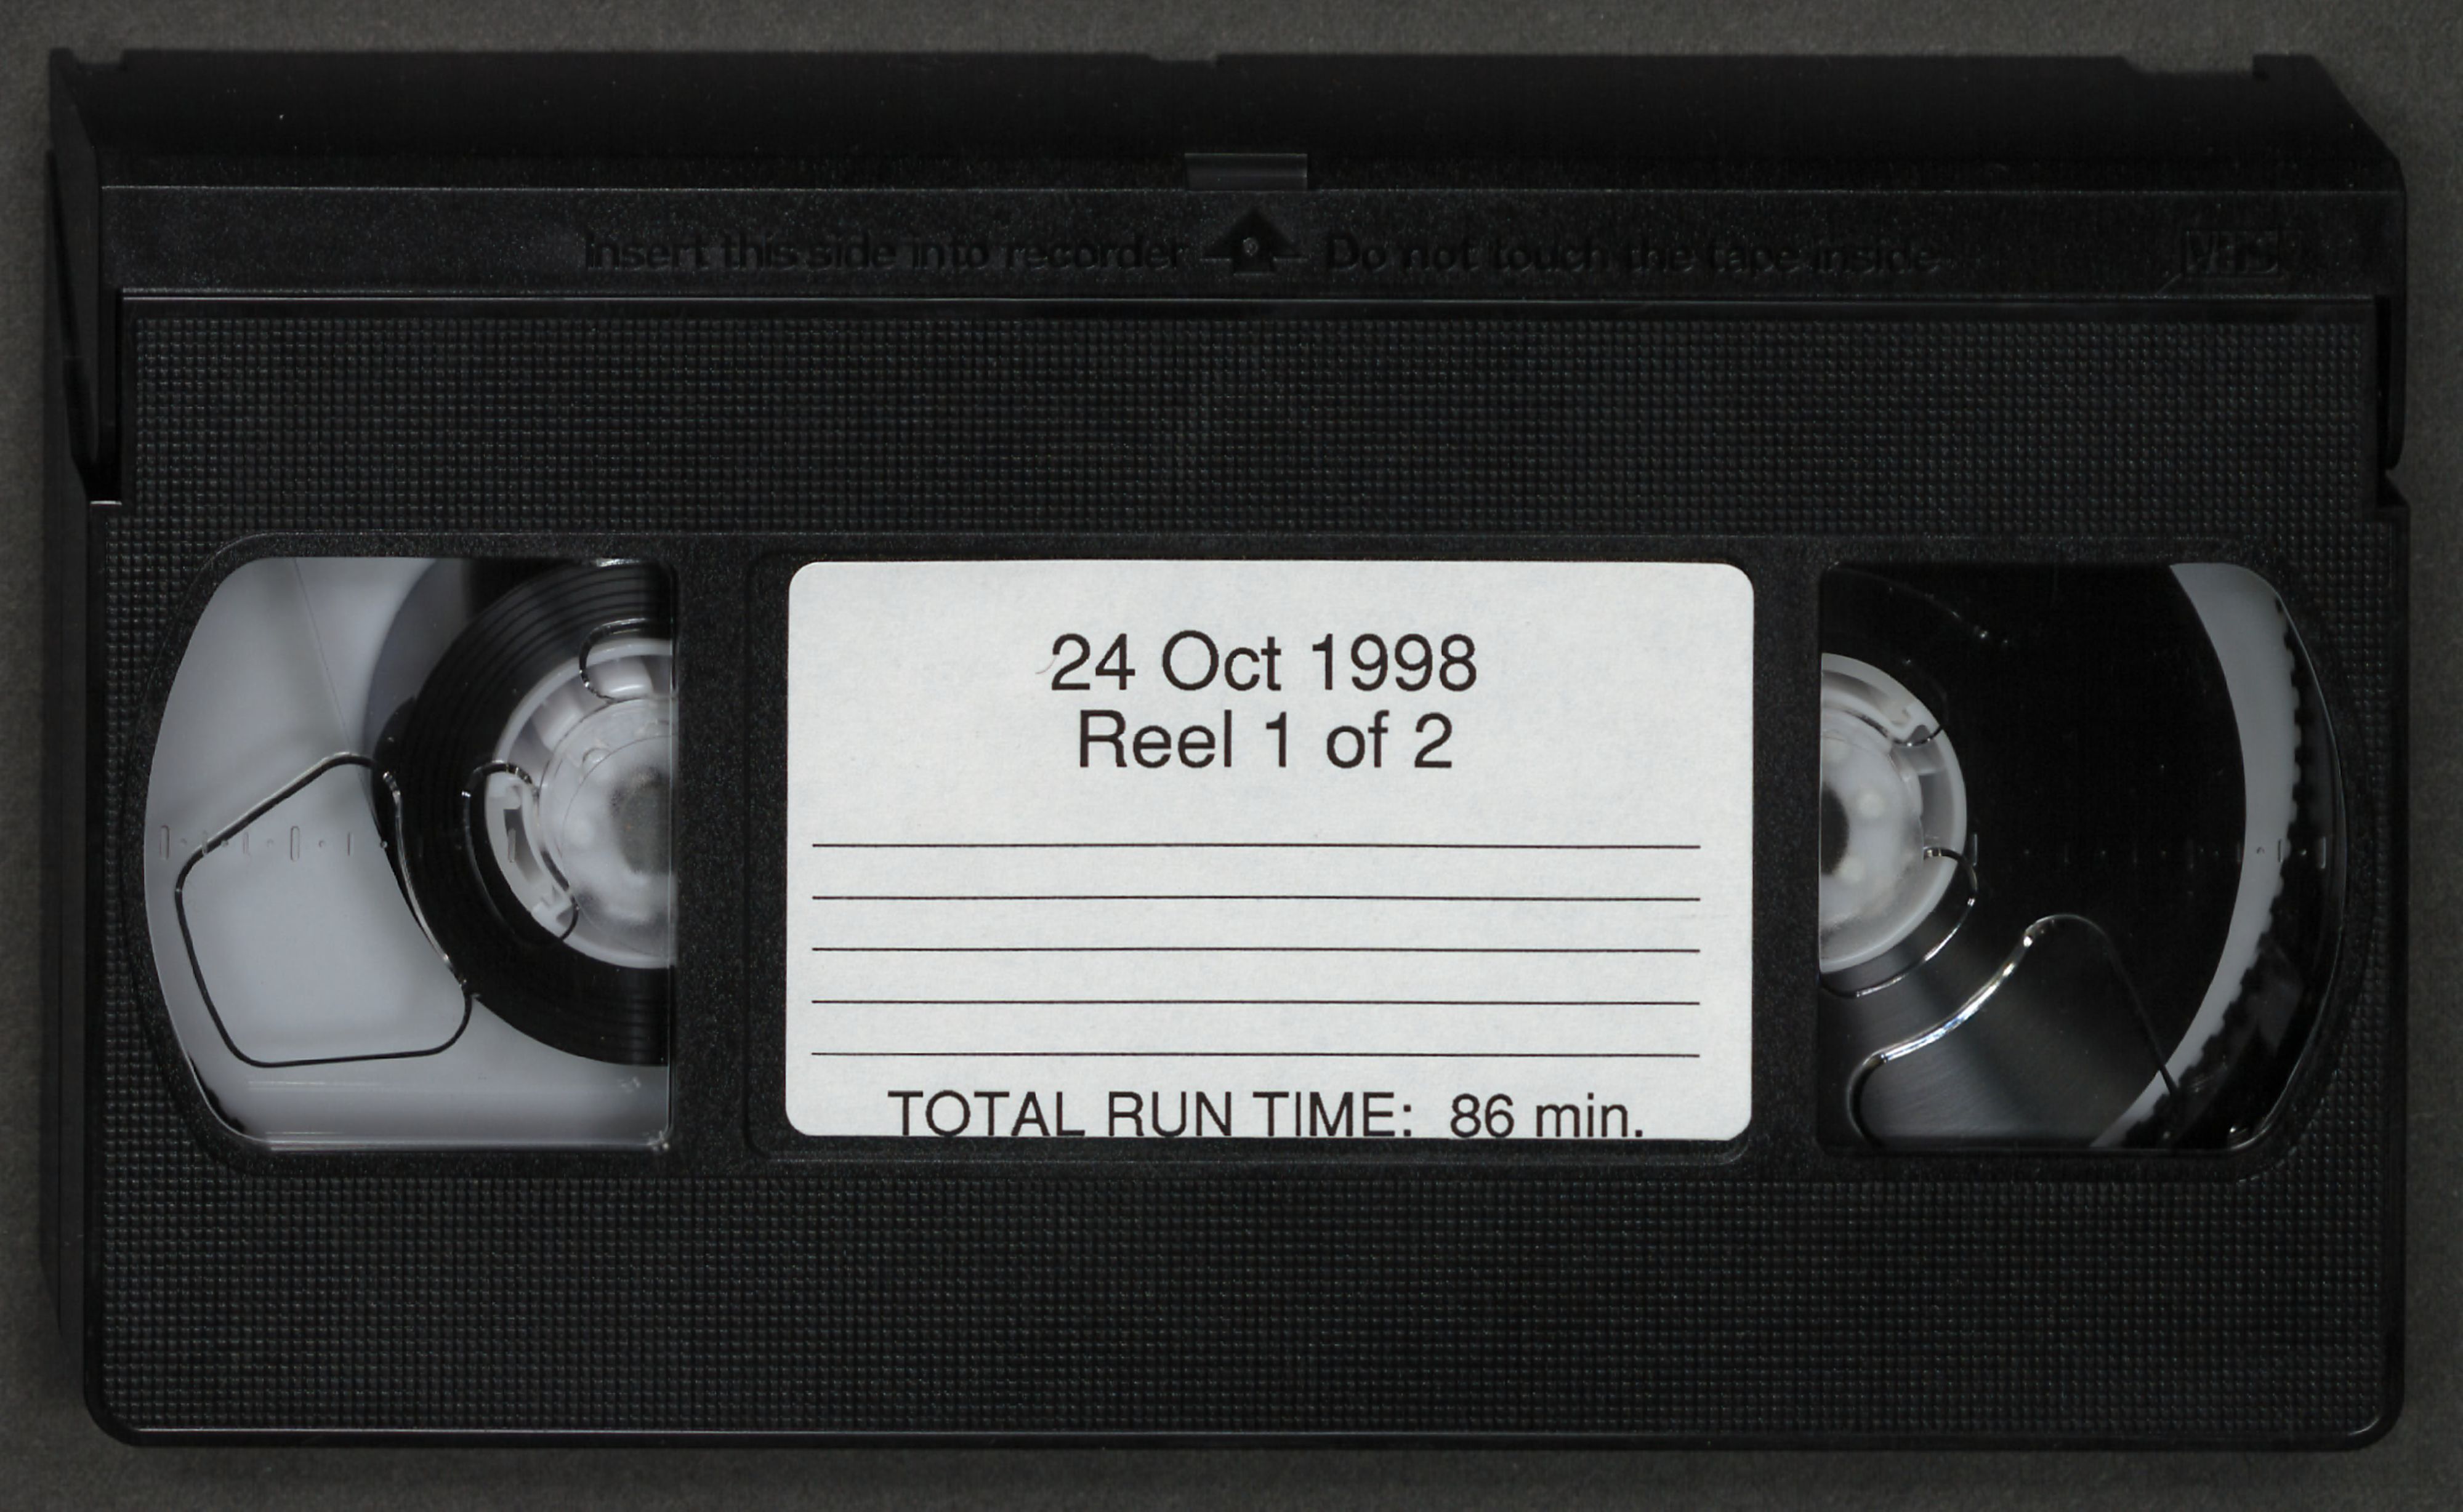 Insert this side into recorder Do not touch the tape inside VHS
24 Oct 1998
Reel 1 of 2
TOTAL RUN TIME: 86 min.